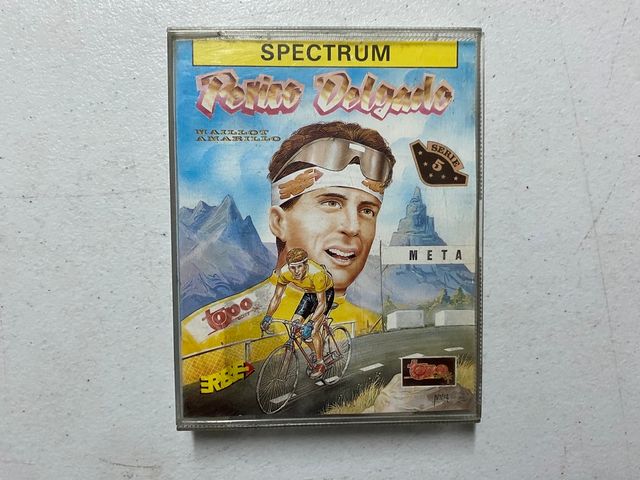 SPECTRUM
Perico Delgado
MAILLOT
AMARILLO
SERIE
5
META
topo
ERBE